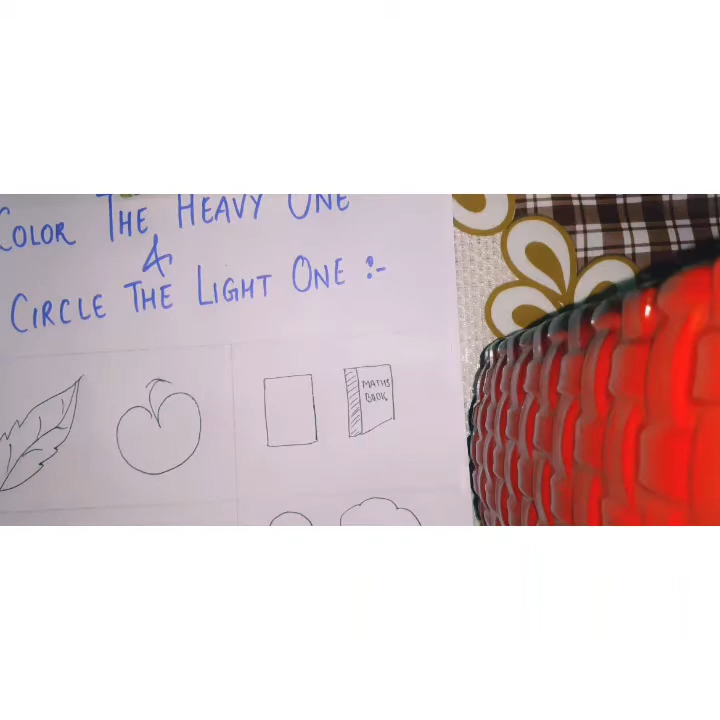 COLOR THE HEAVY ONE
&
CIRCLE THE LIGHT ONE :-
MATHS
BOOK